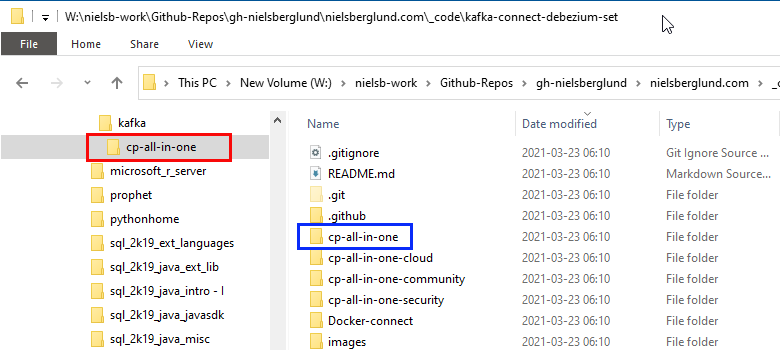 W:\nielsb-work\Github-Repos\gh-nielsberglund\nielsberglund.com\_code\kafka-connect-debezium-set
File Home Share View
This PC > New Volume (W:) > nielsb-work > Github-Repos > gh-nielsberglund > nielsberglund.com > _c
kafka
cp-all-in-one
microsoft_r_server
prophet
pythonhome
sql_2k19_ext_languages
sql_2k19_java_ext_lib
sql_2k19_java_intro - I
sql_2k19_java_javasdk
sql_2k19_java_misc
Name Date modified Type
.gitignore 2021-03-23 06:10 Git Ignore Source ...
README.md 2021-03-23 06:10 Markdown Source...
.git 2021-03-23 06:10 File folder
.github 2021-03-23 06:10 File folder
cp-all-in-one 2021-03-23 06:10 File folder
cp-all-in-one-cloud 2021-03-23 06:10 File folder
cp-all-in-one-community 2021-03-23 06:10 File folder
cp-all-in-one-security 2021-03-23 06:10 File folder
Docker-connect 2021-03-23 06:10 File folder
images 2021-03-23 06:10 File folder